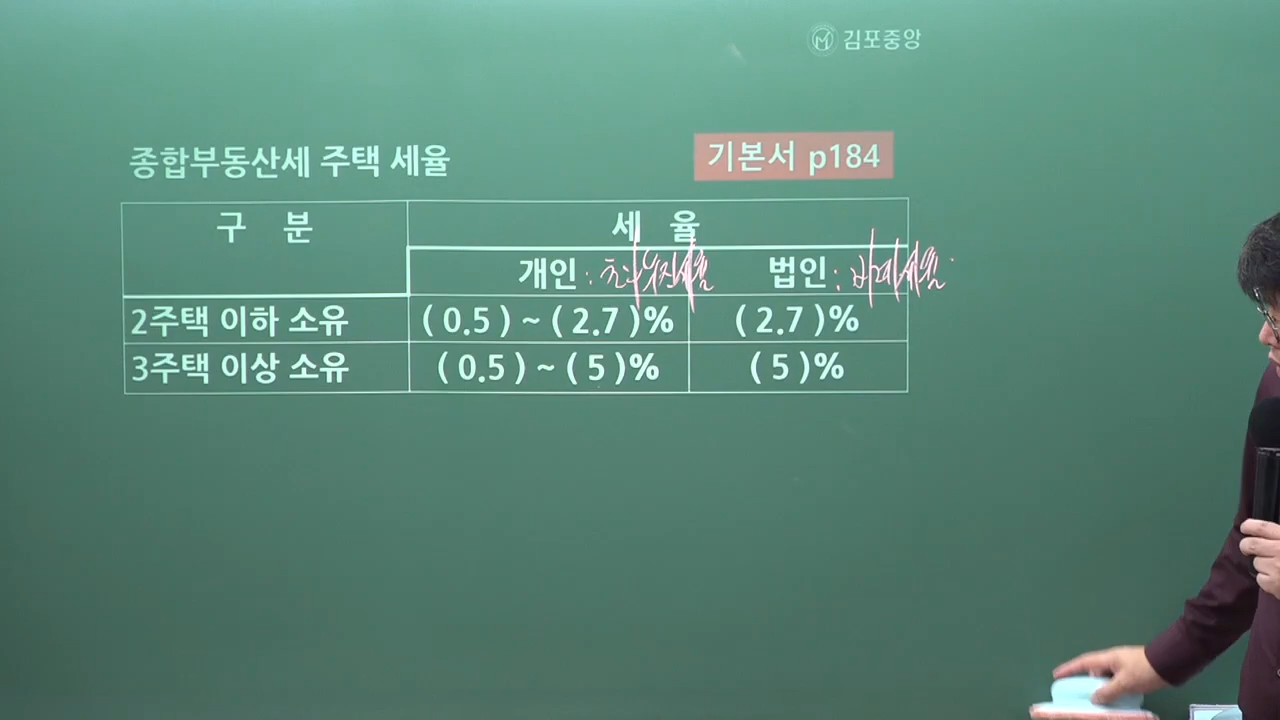 김포중앙
종합부동산세 주택 세율
기본서 p184
구 분
세 율
개인 : 초과누진세율
법인 : 비례세율
2주택 이하 소유
( 0.5 ) ~ ( 2.7 )%
( 2.7 )%
3주택 이상 소유
( 0.5 ) ~ ( 5 )%
( 5 )%